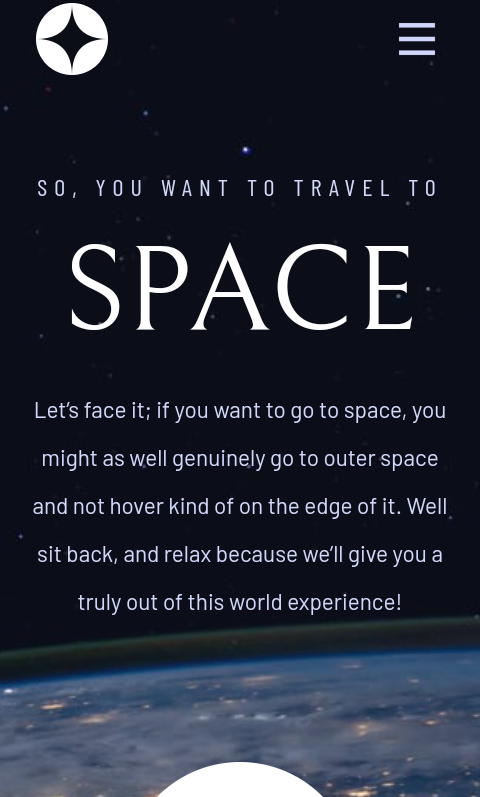 SO, YOU WANT TO TRAVEL TO
SPACE
Let’s face it; if you want to go to space, you
might as well genuinely go to outer space
and not hover kind of on the edge of it. Well
sit back, and relax because we’ll give you a
truly out of this world experience!